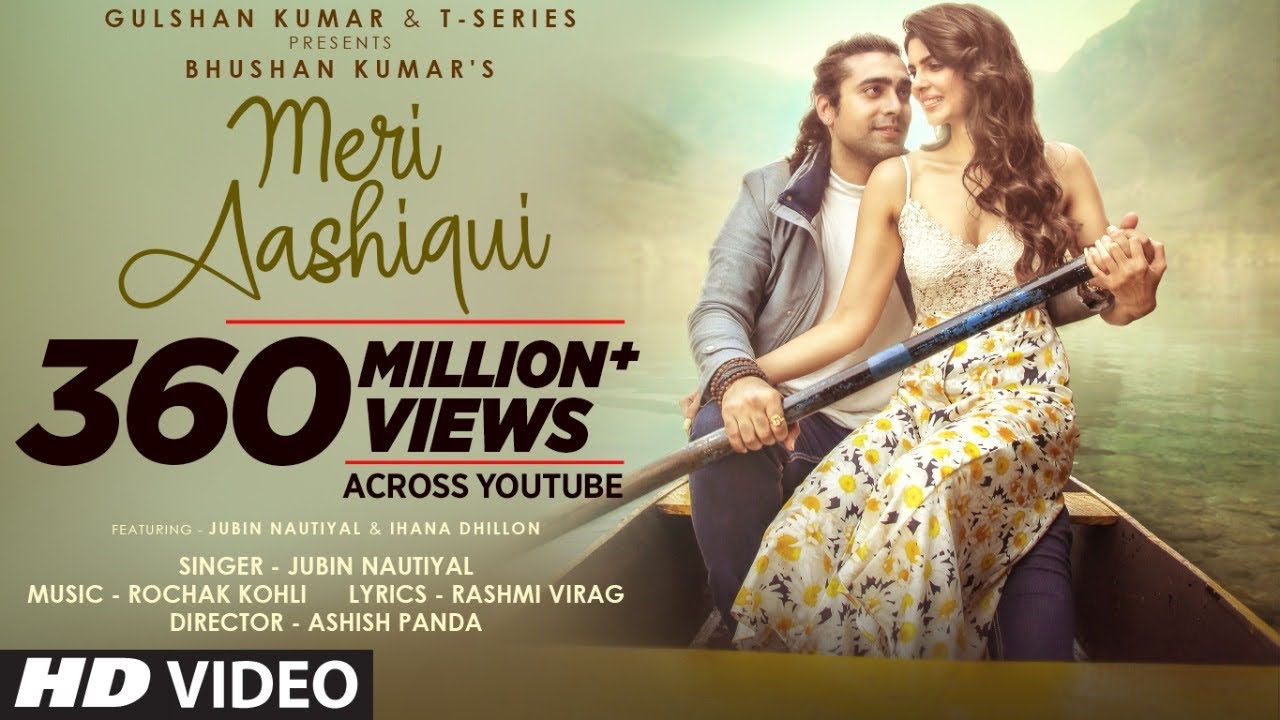 GULSHAN KUMAR & T-SERIES
PRESENTS
BHUSHAN KUMAR'S
Meri
Aashiqui
360 MILLION+
VIEWS
ACROSS YOUTUBE
FEATURING - JUBIN NAUTIYAL & IHANA DHILLON
SINGER - JUBIN NAUTIYAL
MUSIC - ROCHAK KOHLI LYRICS - RASHMI VIRAG
DIRECTOR - ASHISH PANDA
HD VIDEO